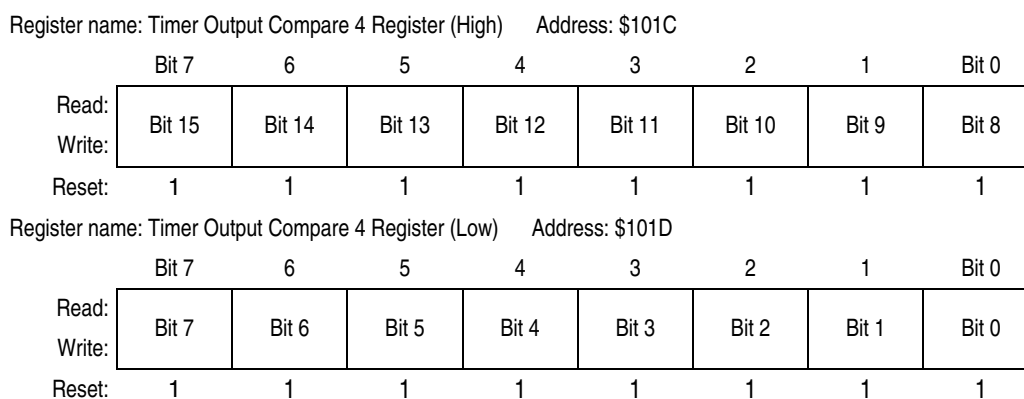 Register name: Timer Output Compare 4 Register (High) Address: $101C
Bit 7 6 5 4 3 2 1 Bit 0
Read:
Bit 15 Bit 14 Bit 13 Bit 12 Bit 11 Bit 10 Bit 9 Bit 8
Write:
Reset: 1 1 1 1 1 1 1 1
Register name: Timer Output Compare 4 Register (Low) Address: $101D
Bit 7 6 5 4 3 2 1 Bit 0
Read:
Bit 7 Bit 6 Bit 5 Bit 4 Bit 3 Bit 2 Bit 1 Bit 0
Write:
Reset: 1 1 1 1 1 1 1 1